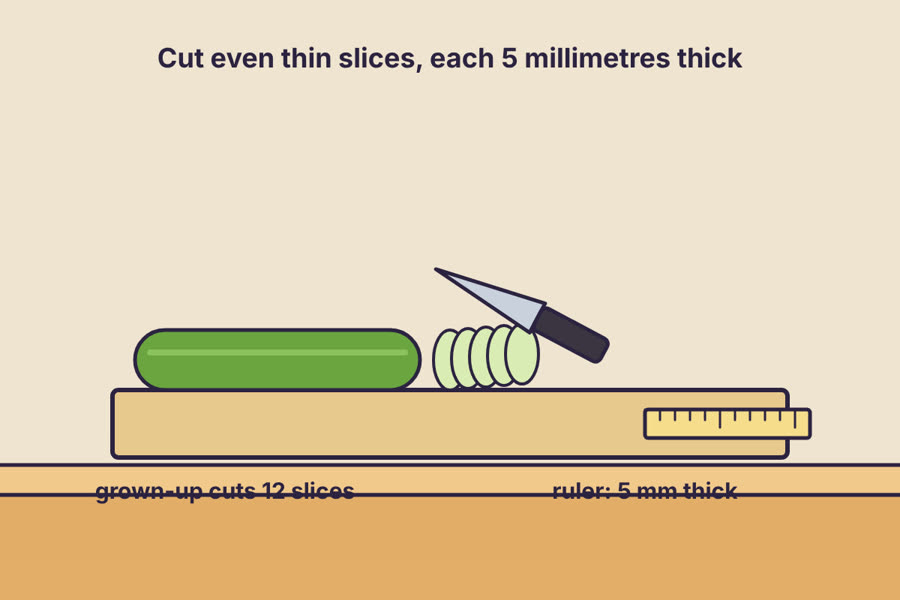 Cut even thin slices, each 5 millimetres thick
grown-up cuts 12 slices
ruler: 5 mm thick